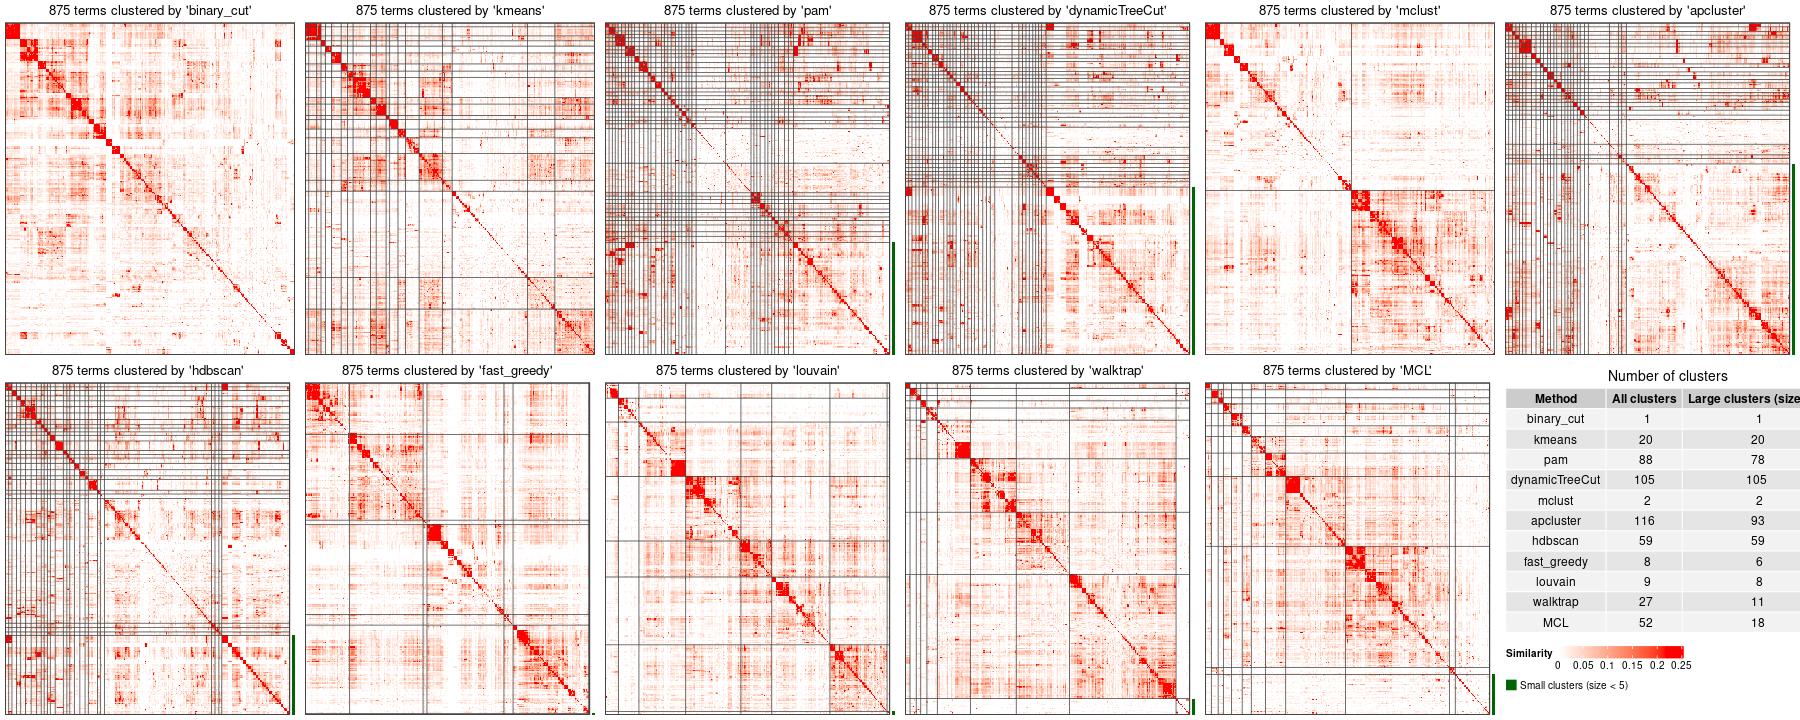 875 terms clustered by 'binary_cut'
875 terms clustered by 'kmeans'
875 terms clustered by 'pam'
875 terms clustered by 'dynamicTreeCut'
875 terms clustered by 'mclust'
875 terms clustered by 'apcluster'
875 terms clustered by 'hdbscan'
875 terms clustered by 'fast_greedy'
875 terms clustered by 'louvain'
875 terms clustered by 'walktrap'
875 terms clustered by 'MCL'
Number of clusters
Method All clusters Large clusters (size
binary_cut 1 1
kmeans 20 20
pam 88 78
dynamicTreeCut 105 105
mclust 2 2
apcluster 116 93
hdbscan 59 59
fast_greedy 8 6
louvain 9 8
walktrap 27 11
MCL 52 18
Similarity
0 0.05 0.1 0.15 0.2 0.25
Small clusters (size < 5)